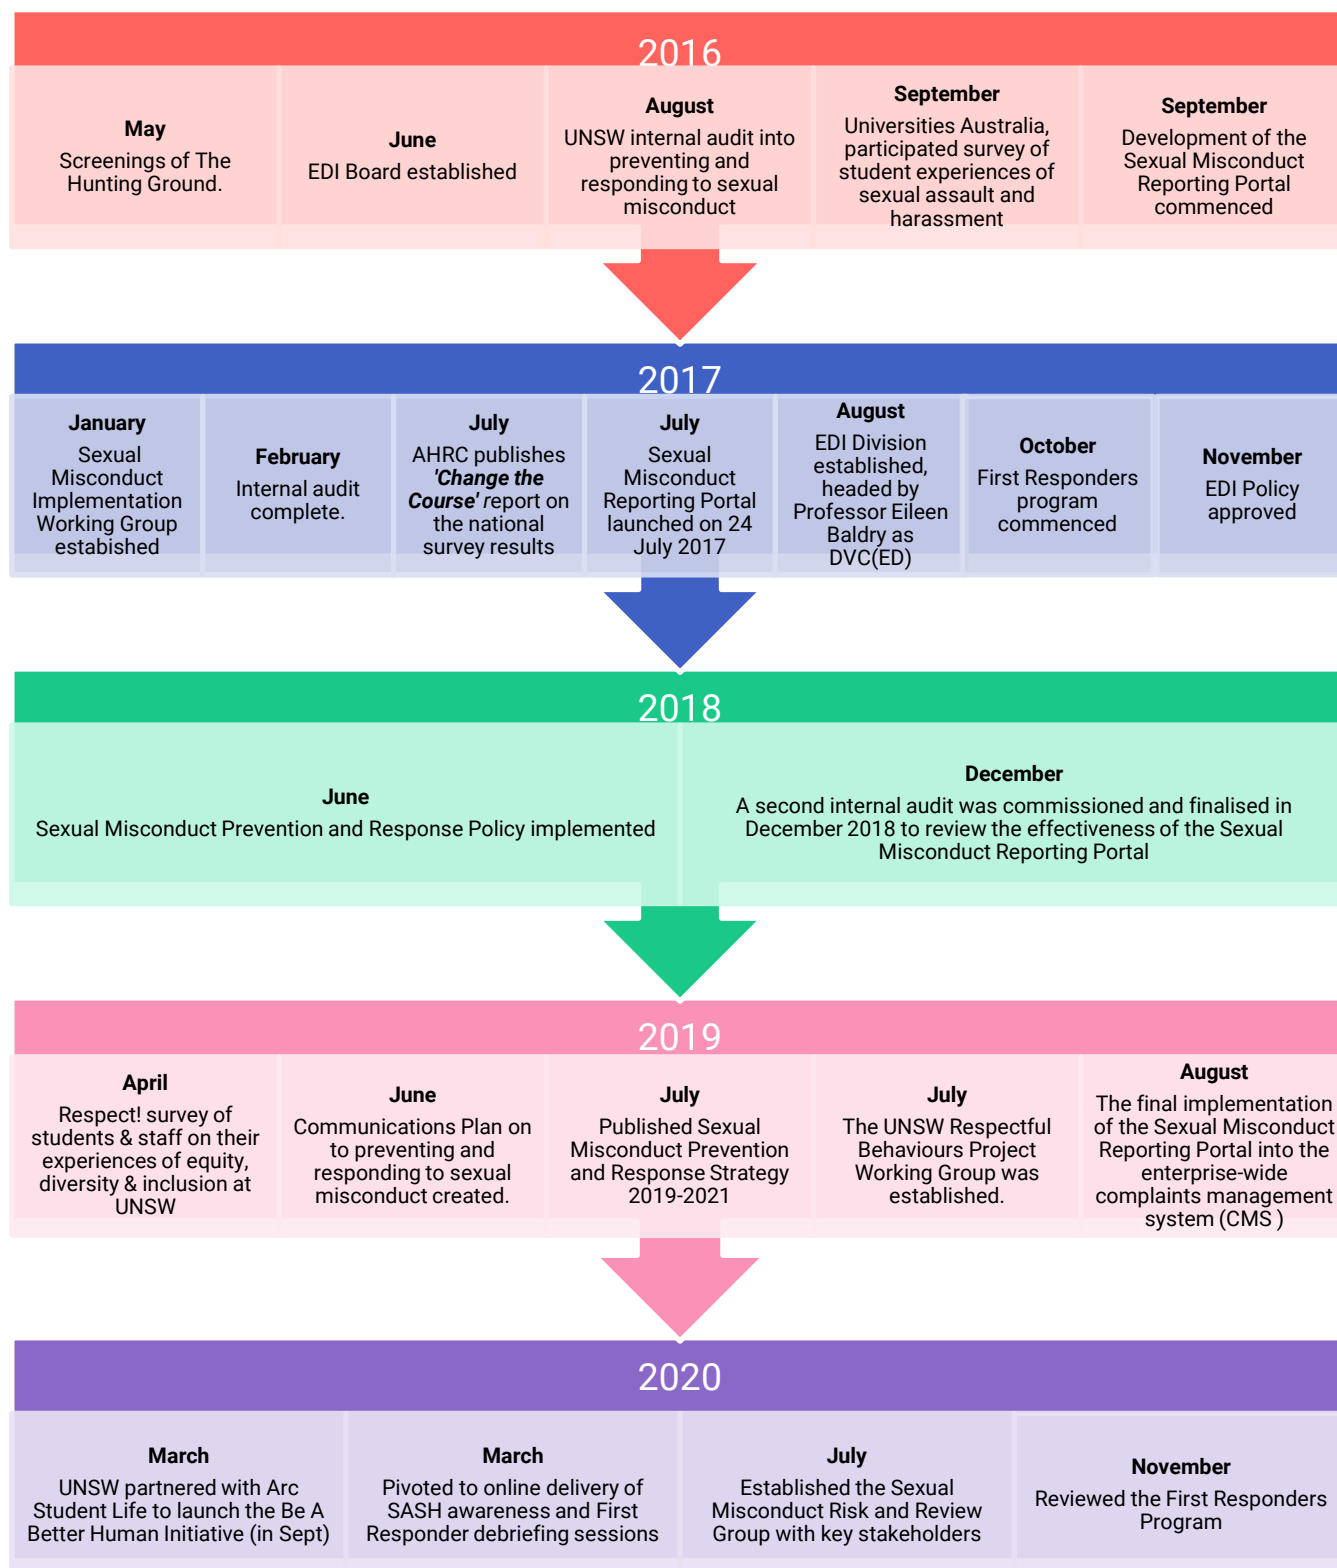 2016
May
Screenings of The
Hunting Ground.
June
EDI Board established
August
UNSW internal audit into
preventing and
responding to sexual
misconduct
September
Universities Australia,
participated survey of
student experiences of
sexual assault and
harassment
September
Development of the
Sexual Misconduct
Reporting Portal
commenced
2017
January
Sexual
Misconduct
Implementation
Working Group
estabished
February
Internal audit
complete.
July
AHRC publishes
'Change the
Course' report on
the national
survey results
July
Sexual
Misconduct
Reporting Portal
launched on 24
July 2017
August
EDI Division
established,
headed by
Professor Eileen
Baldry as
DVC(ED)
October
First Responders
program
commenced
November
EDI Policy
approved
2018
June
Sexual Misconduct Prevention and Response Policy implemented
December
A second internal audit was commissioned and finalised in
December 2018 to review the effectiveness of the Sexual
Misconduct Reporting Portal
2019
April
Respect! survey of
students & staff on their
experiences of equity,
diversity & inclusion at
UNSW
June
Communications Plan on
to preventing and
responding to sexual
misconduct created.
July
Published Sexual
Misconduct Prevention
and Response Strategy
2019-2021
July
The UNSW Respectful
Behaviours Project
Working Group was
established.
August
The final implementation
of the Sexual Misconduct
Reporting Portal into the
enterprise-wide
complaints management
system (CMS )
2020
March
UNSW partnered with Arc
Student Life to launch the Be A
Better Human Initiative (in Sept)
March
Pivoted to online delivery of
SASH awareness and First
Responder debriefing sessions
July
Established the Sexual
Misconduct Risk and Review
Group with key stakeholders
November
Reviewed the First Responders
Program